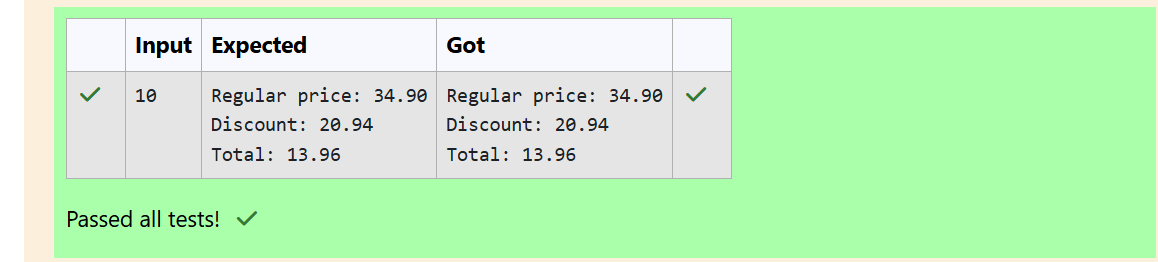 Input Expected Got
10 Regular price: 34.90 Regular price: 34.90
Discount: 20.94 Discount: 20.94
Total: 13.96 Total: 13.96
Passed all tests!